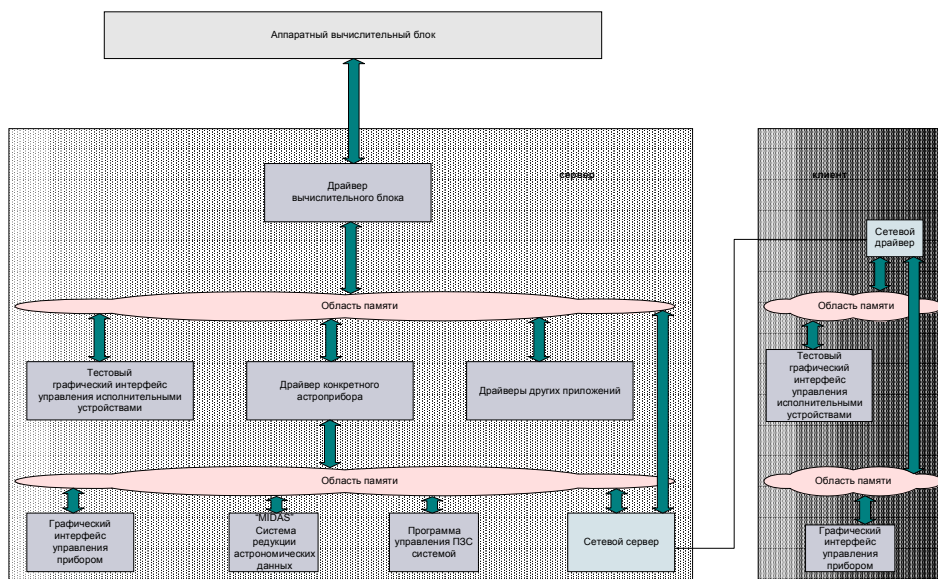 Аппаратный вычислительный блок
сервер
клиент
Драйвер
вычислительного блока
Сетевой
драйвер
Область памяти
Область памяти
Тестовый
графический интерфейс
управления исполнительными
устройствами
Драйвер конкретного
астроприбора
Драйверы других приложений
Тестовый
графический
интерфейс
управления
исполнительными
устройствами
Область памяти
Область памяти
Графический
интерфейс
управления
прибором
"MIDAS"
Система
редукции
астрономических
данных
Программа
управления ПЗС
системой
Сетевой сервер
Графический
интерфейс
управления
прибором